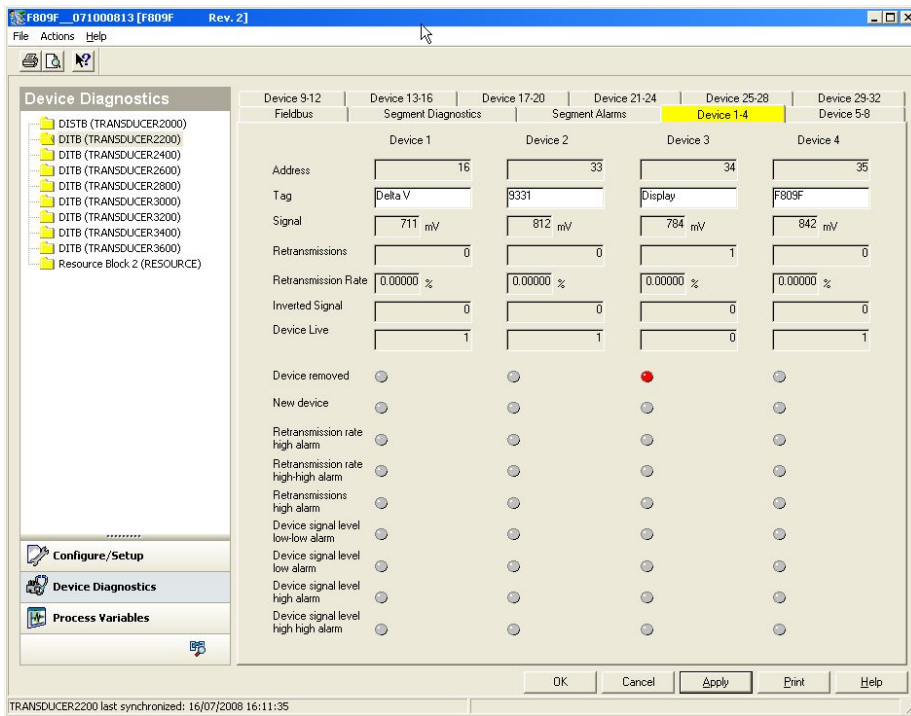 F809F__071000813 [F809F Rev. 2]
File Actions Help
Device Diagnostics
DISTB (TRANSDUCER2000)
DITB (TRANSDUCER2200)
DITB (TRANSDUCER2400)
DITB (TRANSDUCER2600)
DITB (TRANSDUCER2800)
DITB (TRANSDUCER3000)
DITB (TRANSDUCER3200)
DITB (TRANSDUCER3400)
DITB (TRANSDUCER3600)
Resource Block 2 (RESOURCE)
Configure/Setup
Device Diagnostics
Process Variables
Device 9-12 Device 13-16 Device 17-20 Device 21-24 Device 25-28 Device 29-32
Fieldbus Segment Diagnostics Segment Alarms Device 1-4 Device 5-8
Device 1 Device 2 Device 3 Device 4
Address 16 33 34 35
Tag Delta V 9331 Display F809F
Signal 711 mV 812 mV 784 mV 842 mV
Retransmissions 0 0 1 0
Retransmission Rate 0.00000 % 0.00000 % 0.00000 % 0.00000 %
Inverted Signal 0 0 0 0
Device Live 1 1 0 1
Device removed
New device
Retransmission rate
high alarm
Retransmission rate
high-high alarm
Retransmissions
high alarm
Device signal level
low-low alarm
Device signal level
low alarm
Device signal level
high alarm
Device signal level
high high alarm
OK Cancel Apply Print Help
TRANSDUCER2200 last synchronized: 16/07/2008 16:11:35